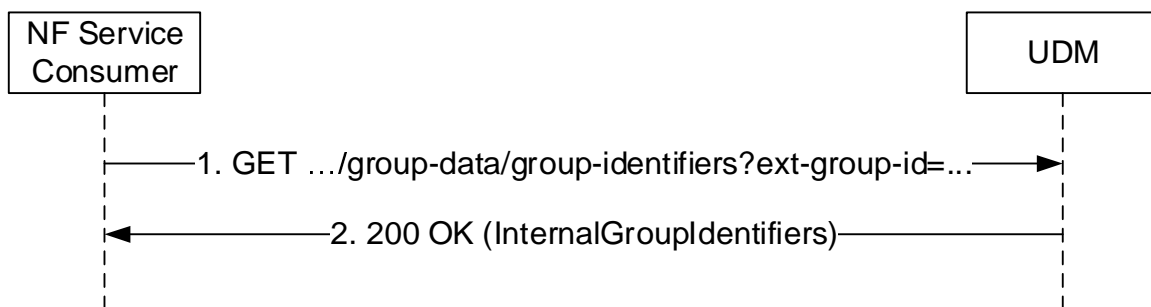 NF Service
Consumer
UDM
1. GET …/group-data/group-identifiers?ext-group-id=...
2. 200 OK (InternalGroupIdentifiers)